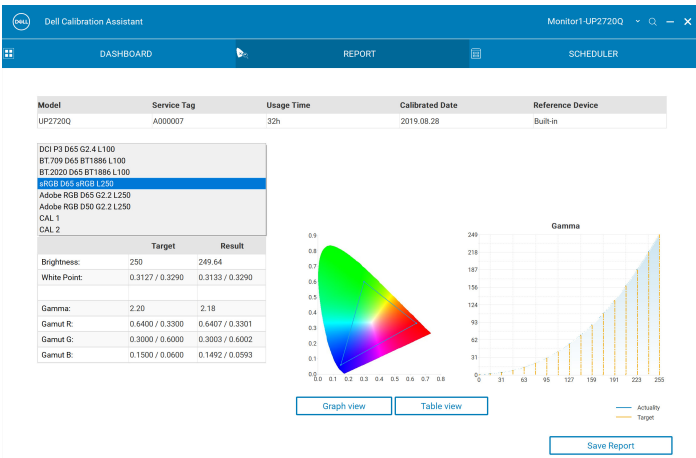 DELL Dell Calibration Assistant Monitor1-UP2720Q
DASHBOARD REPORT SCHEDULER
Model Service Tag Usage Time Calibrated Date Reference Device
UP2720Q A000007 32h 2019.08.28 Built-in
DCI P3 D65 G2.4 L100
BT.709 D65 BT1886 L100
BT.2020 D65 BT1886 L100
sRGB D65 sRGB L250
Adobe RGB D65 G2.2 L250
Adobe RGB D50 G2.2 L250
CAL 1
CAL 2
Target Result
Brightness: 250 249.64
White Point: 0.3127 / 0.3290 0.3133 / 0.3290
Gamma: 2.20 2.18
Gamut R: 0.6400 / 0.3300 0.6407 / 0.3301
Gamut G: 0.3000 / 0.6000 0.3003 / 0.6002
Gamut B: 0.1500 / 0.0600 0.1492 / 0.0593
0.9
0.8
0.7
0.6
0.5
0.4
0.3
0.2
0.1
0.0
0.0 0.1 0.2 0.3 0.4 0.5 0.6 0.7 0.8
Gamma
249
218
187
156
124
93
62
31
0
0 31 63 95 127 159 191 223 255
Actuality
Target
Graph view Table view
Save Report